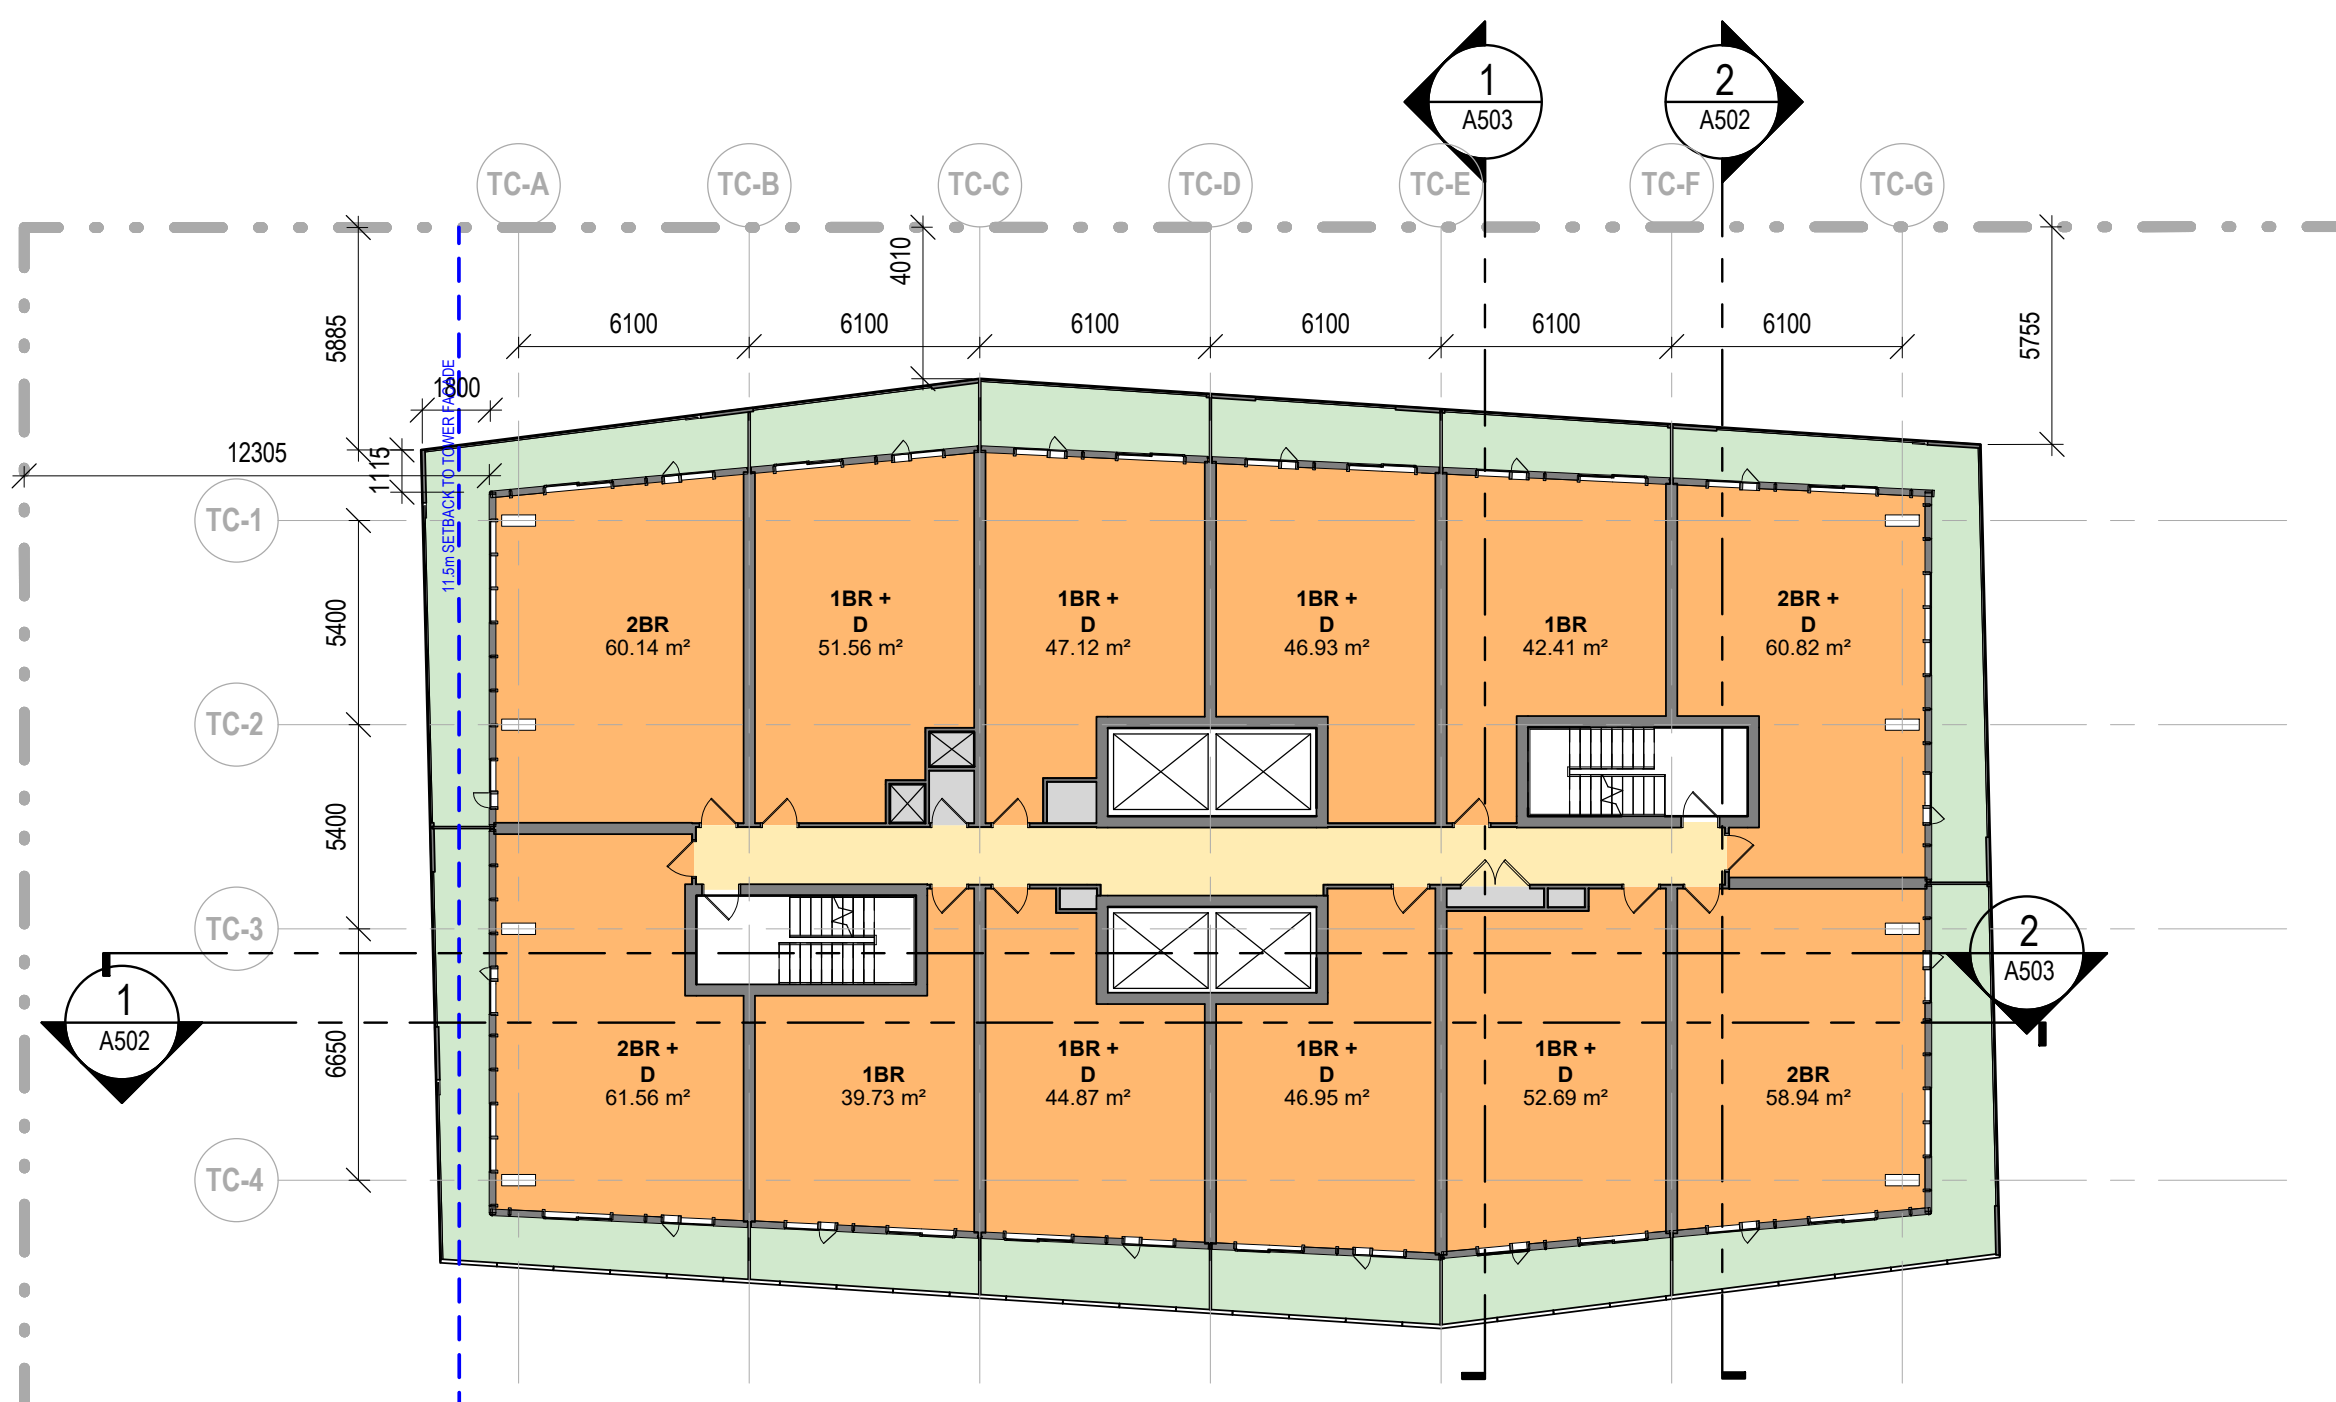 1
A503
2
A502
TC-A
TC-B
TC-C
TC-D
TC-E
TC-F
TC-G
4010
5885
5755
6100
6100
6100
6100
6100
6100
1800
11.5m SETBACK TO TOWER FACADE
12305
1115
TC-1
5400
2BR
60.14 m²
1BR +
D
51.56 m²
1BR +
D
47.12 m²
1BR +
D
46.93 m²
1BR
42.41 m²
2BR +
D
60.82 m²
TC-2
5400
TC-3
2
A503
1
A502
6650
2BR +
D
61.56 m²
1BR
39.73 m²
1BR +
D
44.87 m²
1BR +
D
46.95 m²
1BR +
D
52.69 m²
2BR
58.94 m²
TC-4